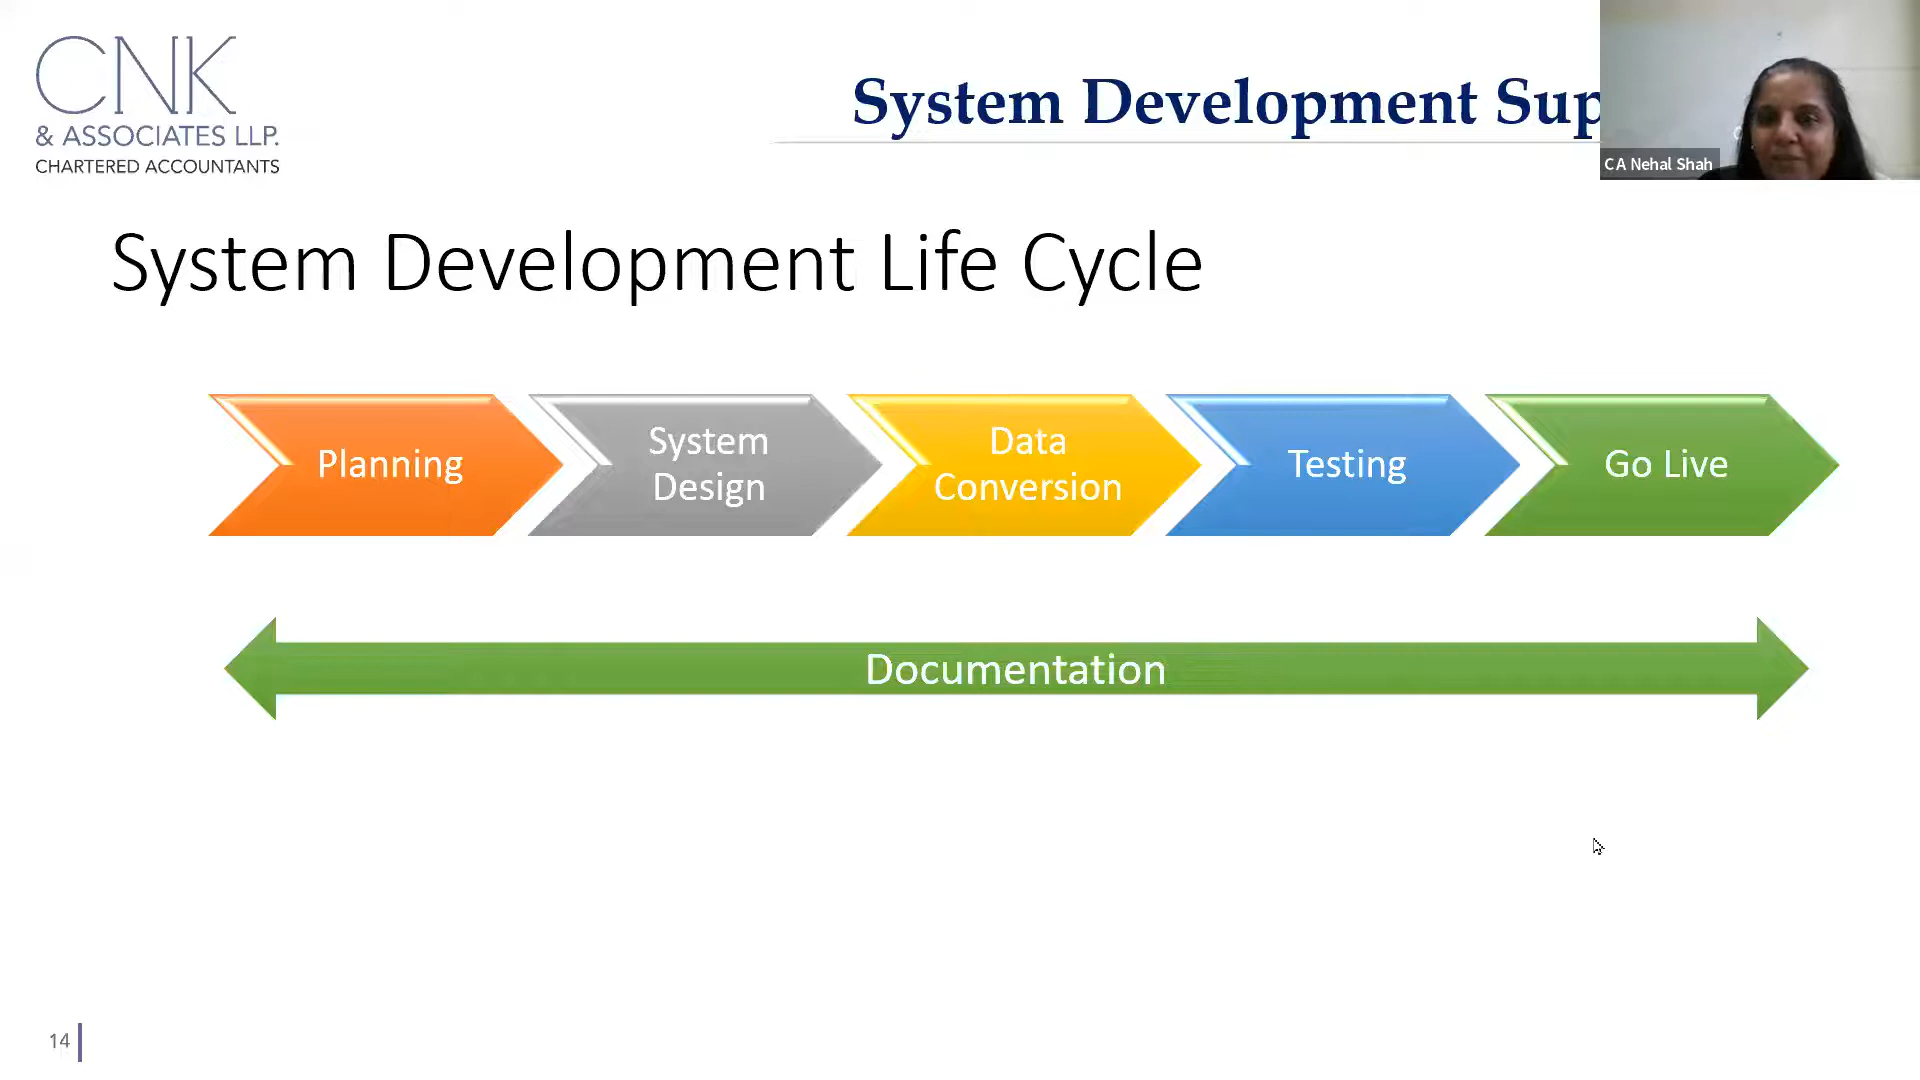 CNK
& ASSOCIATES LLP.
CHARTERED ACCOUNTANTS
System Development Sup
C A Nehal Shah
System Development Life Cycle
Planning
System
Design
Data
Conversion
Testing
Go Live
Documentation
14